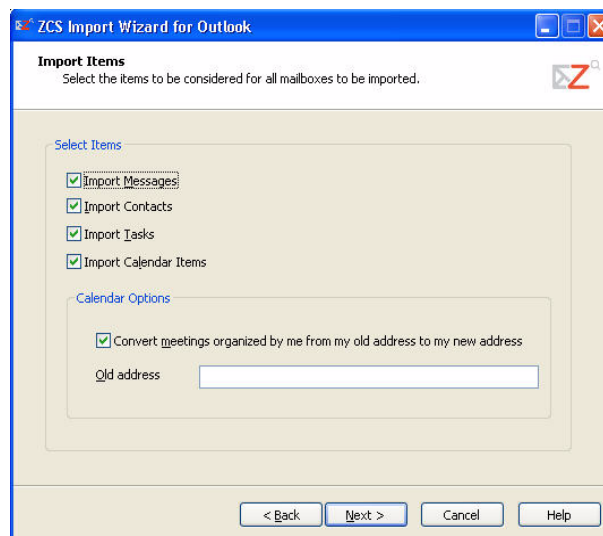 ZCS Import Wizard for Outlook
Import Items
Select the items to be considered for all mailboxes to be imported.
Z
Select Items
Import Messages
Import Contacts
Import Tasks
Import Calendar Items
Calendar Options
Convert meetings organized by me from my old address to my new address
Old address
< Back Next > Cancel Help